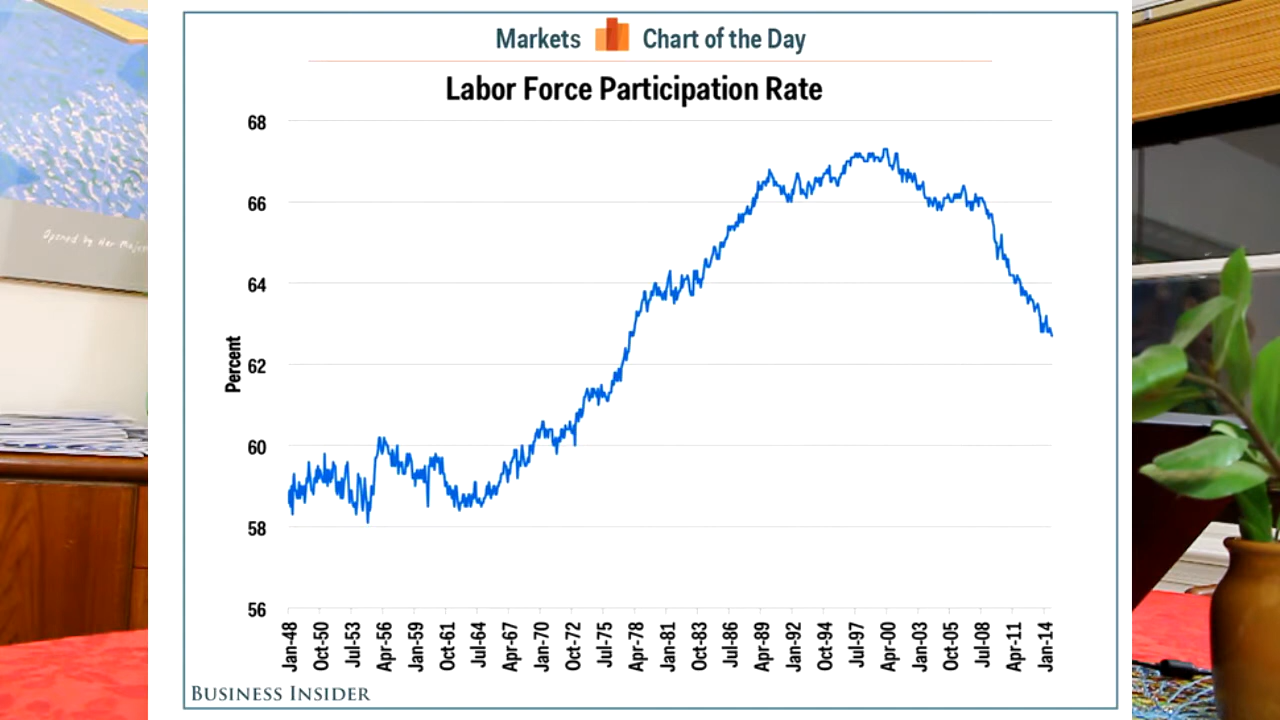 Markets Chart of the Day
Labor Force Participation Rate
68
66
64
62
60
58
56
Percent
Jan-48 Oct-50 Jul-53 Apr-56 Jan-59 Oct-61 Jul-64 Apr-67 Jan-70 Oct-72 Jul-75 Apr-78 Jan-81 Oct-83 Jul-86 Apr-89 Jan-92 Oct-94 Jul-97 Apr-00 Jan-03 Oct-05 Jul-08 Apr-11 Jan-14
BUSINESS INSIDER
Opened by Her